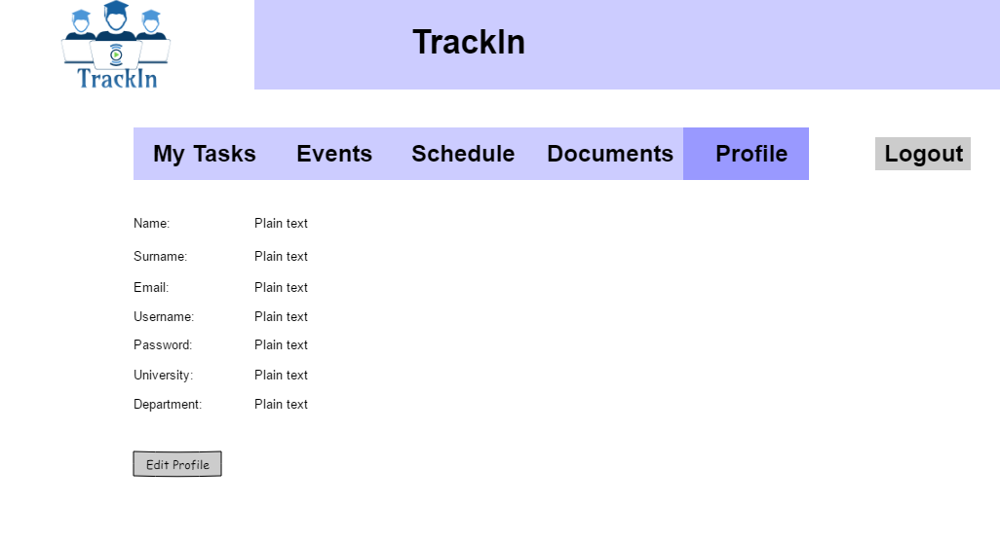 TrackIn
TrackIn
My Tasks Events Schedule Documents Profile Logout
Name: Plain text
Surname: Plain text
Email: Plain text
Username: Plain text
Password: Plain text
University: Plain text
Department: Plain text
Edit Profile